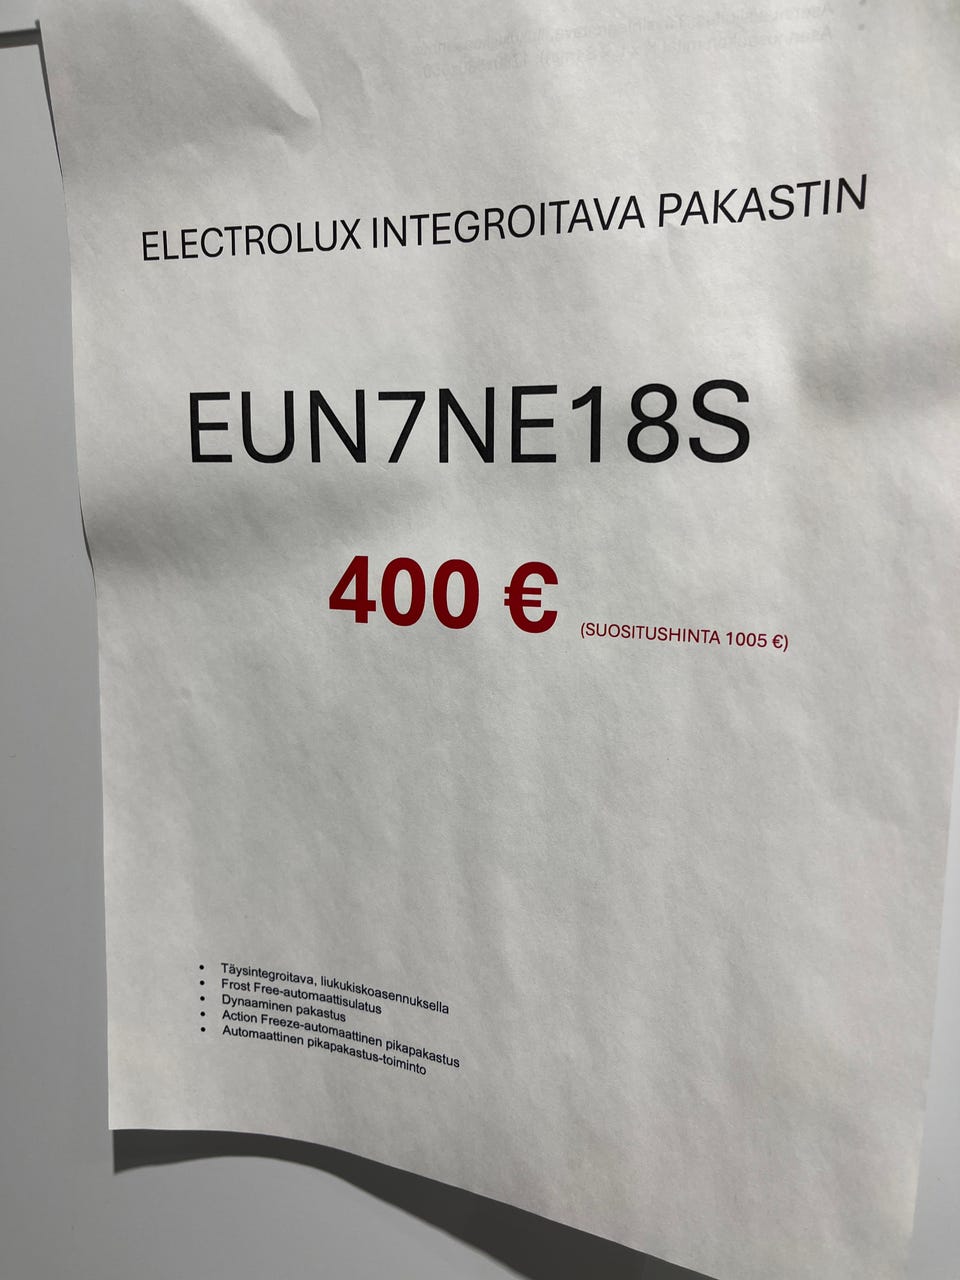 ELECTROLUX INTEGROITAVA PAKASTIN
EUN7NE18S
400 € (SUOSITUSHINTA 1005 €)
• Täysintegroitava, liukukiskoasennuksella
• Frost Free-automaattisulatus
• Dynaaminen pakastus
• Action Freeze-automaattinen pikapakastus
• Automaattinen pikapakastus-toiminto